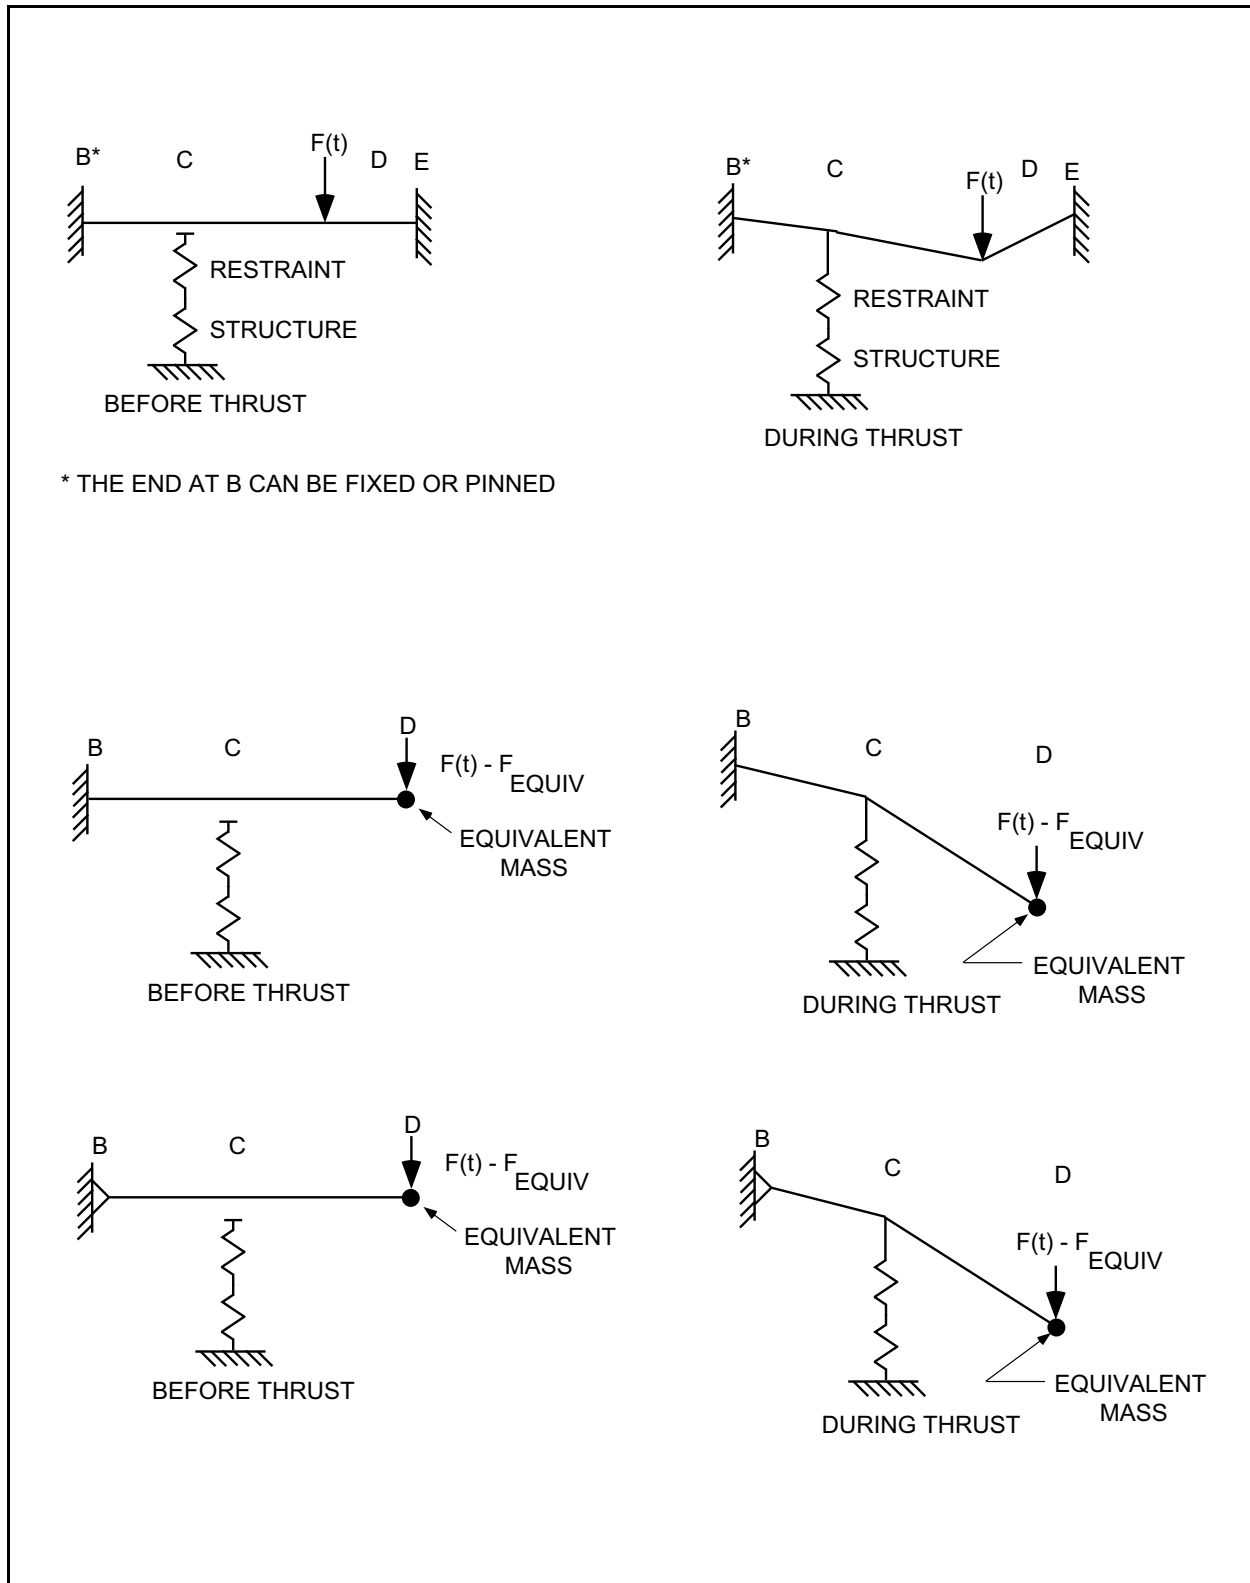 B*
C
F(t)
D
E
RESTRAINT
STRUCTURE
BEFORE THRUST
B*
C
F(t)
D
E
RESTRAINT
STRUCTURE
DURING THRUST
* THE END AT B CAN BE FIXED OR PINNED
B
C
D
F(t) - F EQUIV
EQUIVALENT
MASS
BEFORE THRUST
B
C
D
F(t) - F EQUIV
EQUIVALENT
MASS
DURING THRUST
B
C
D
F(t) - F EQUIV
EQUIVALENT
MASS
BEFORE THRUST
B
C
D
F(t) - F EQUIV
EQUIVALENT
MASS
DURING THRUST